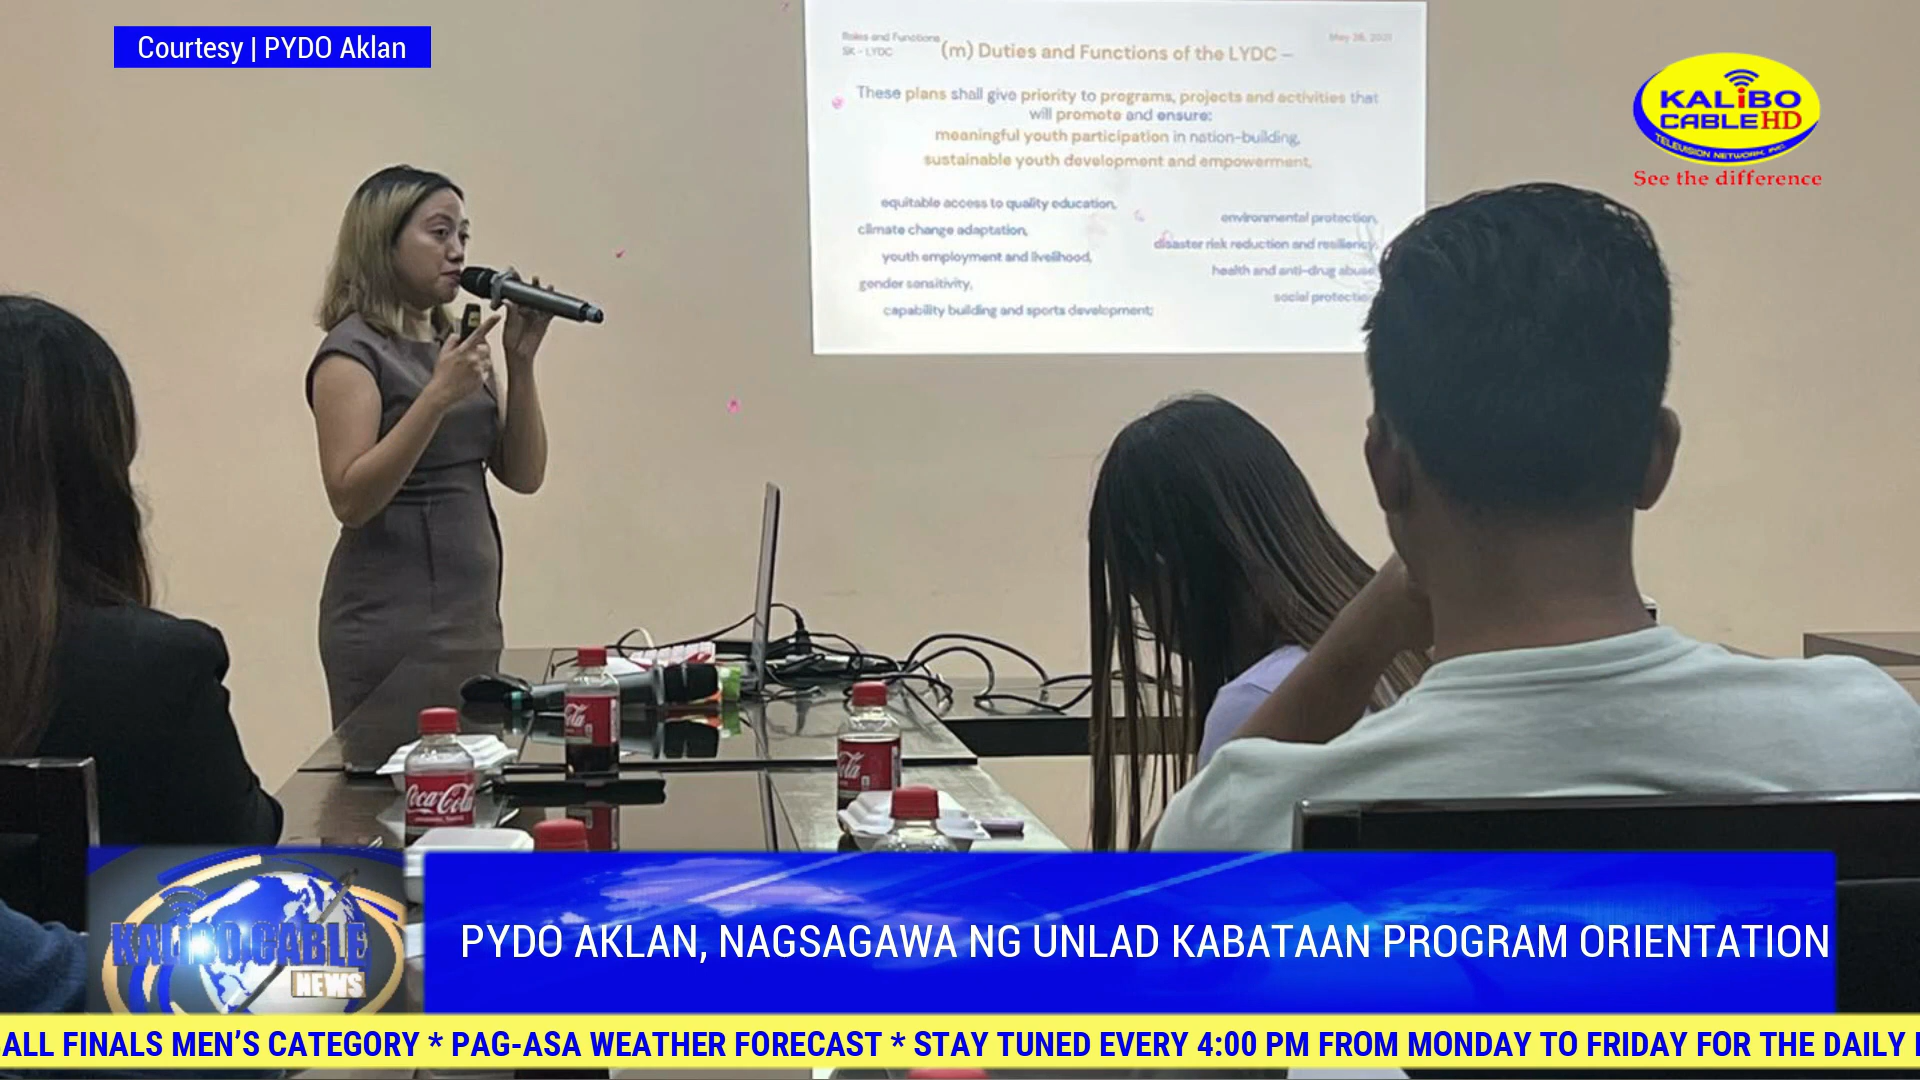 Courtesy | PYDO Aklan
Roles and Functions
SK - LYDC
May 26, 2021
(m) Duties and Functions of the LYDC –
These plans shall give priority to programs, projects and activities that
will promote and ensure:
meaningful youth participation in nation-building,
sustainable youth development and empowerment,
equitable access to quality education,
climate change adaptation,
youth employment and livelihood,
gender sensitivity,
capability building and sports development;
environmental protection,
disaster risk reduction and resiliency,
health and anti-drug abuse
social protection
KALiBO
CABLE HD
TELEVISION NETWORK, INC.
See the difference
Coca-Cola
KALIBO CABLE
NEWS
PYDO AKLAN, NAGSAGAWA NG UNLAD KABATAAN PROGRAM ORIENTATION
ALL FINALS MEN’S CATEGORY * PAG-ASA WEATHER FORECAST * STAY TUNED EVERY 4:00 PM FROM MONDAY TO FRIDAY FOR THE DAILY